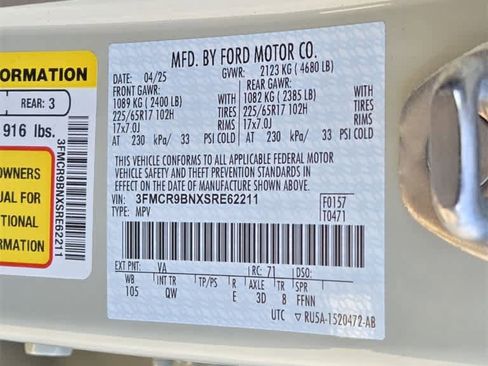 FORMATION
REAR: 3
916 lbs.
OWNERS
UAL FOR
TIONAL
RMATION
3FMCR9BNXSRE62211
MFD. BY FORD MOTOR CO.
DATE: 04/25 GVWR: 2123 KG ( 4680 LB)
FRONT GAWR: REAR GAWR:
1089 KG ( 2400 LB) WITH 1082 KG ( 2385 LB) WITH
225/65R17 102H TIRES 225/65R17 102H TIRES
17x7.0J RIMS 17x7.0J RIMS
AT 230 kPa/ 33 PSI COLD AT 230 kPa/ 33 PSI COLD
THIS VEHICLE CONFORMS TO ALL APPLICABLE FEDERAL MOTOR
VEHICLE SAFETY AND THEFT PREVENTION STANDARDS IN EFFECT ON THE
DATE OF MANUFACTURE SHOWN ABOVE.
VIN: 3FMCR9BNXSRE62211 F0157
TYPE: MPV T0471
EXT PNT: VA RC: 71
WB INT TR TP/PS R AXLE TR SPR
105 QW E 3D 8 FFNN
UTC ▽ RU5A-1520472-AB